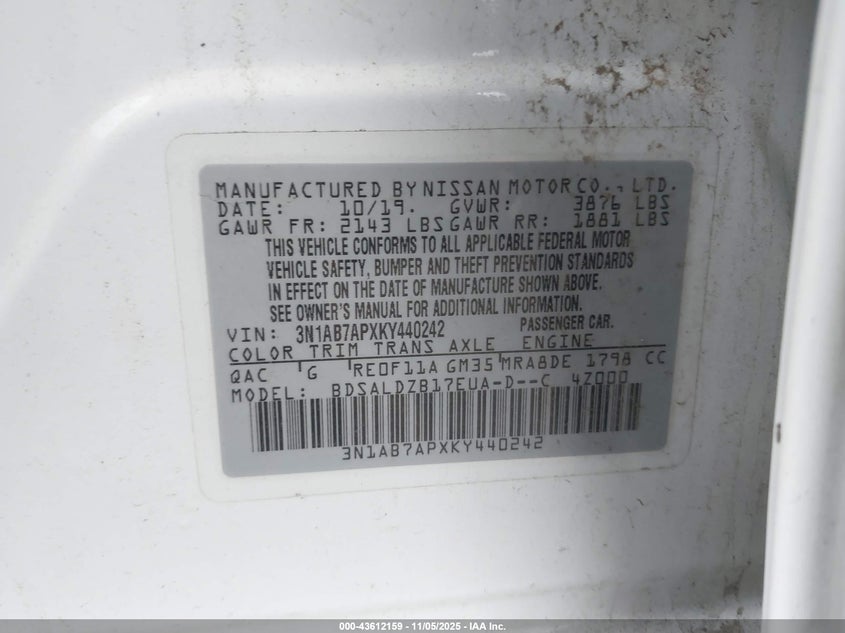 MANUFACTURED BY NISSAN MOTOR CO., LTD.
DATE: 10/19. GVWR: 3876 LBS
GAWR FR: 2143 LBS GAWR RR: 1881 LBS
THIS VEHICLE CONFORMS TO ALL APPLICABLE FEDERAL MOTOR
VEHICLE SAFETY, BUMPER AND THEFT PREVENTION STANDARDS
IN EFFECT ON THE DATE OF MANUFACTURE SHOWN ABOVE.
SEE OWNER'S MANUAL FOR ADDITIONAL INFORMATION.
VIN: 3N1AB7APXKY440242 PASSENGER CAR.
COLOR TRIM TRANS AXLE ENGINE
QAC G RE0F11A GM35 MRA8DE 1798 CC
MODEL: BDSALDZB17EUA-D--C 4Z000
3N1AB7APXKY440242
000-43612159 - 11/05/2025 - IAA Inc.